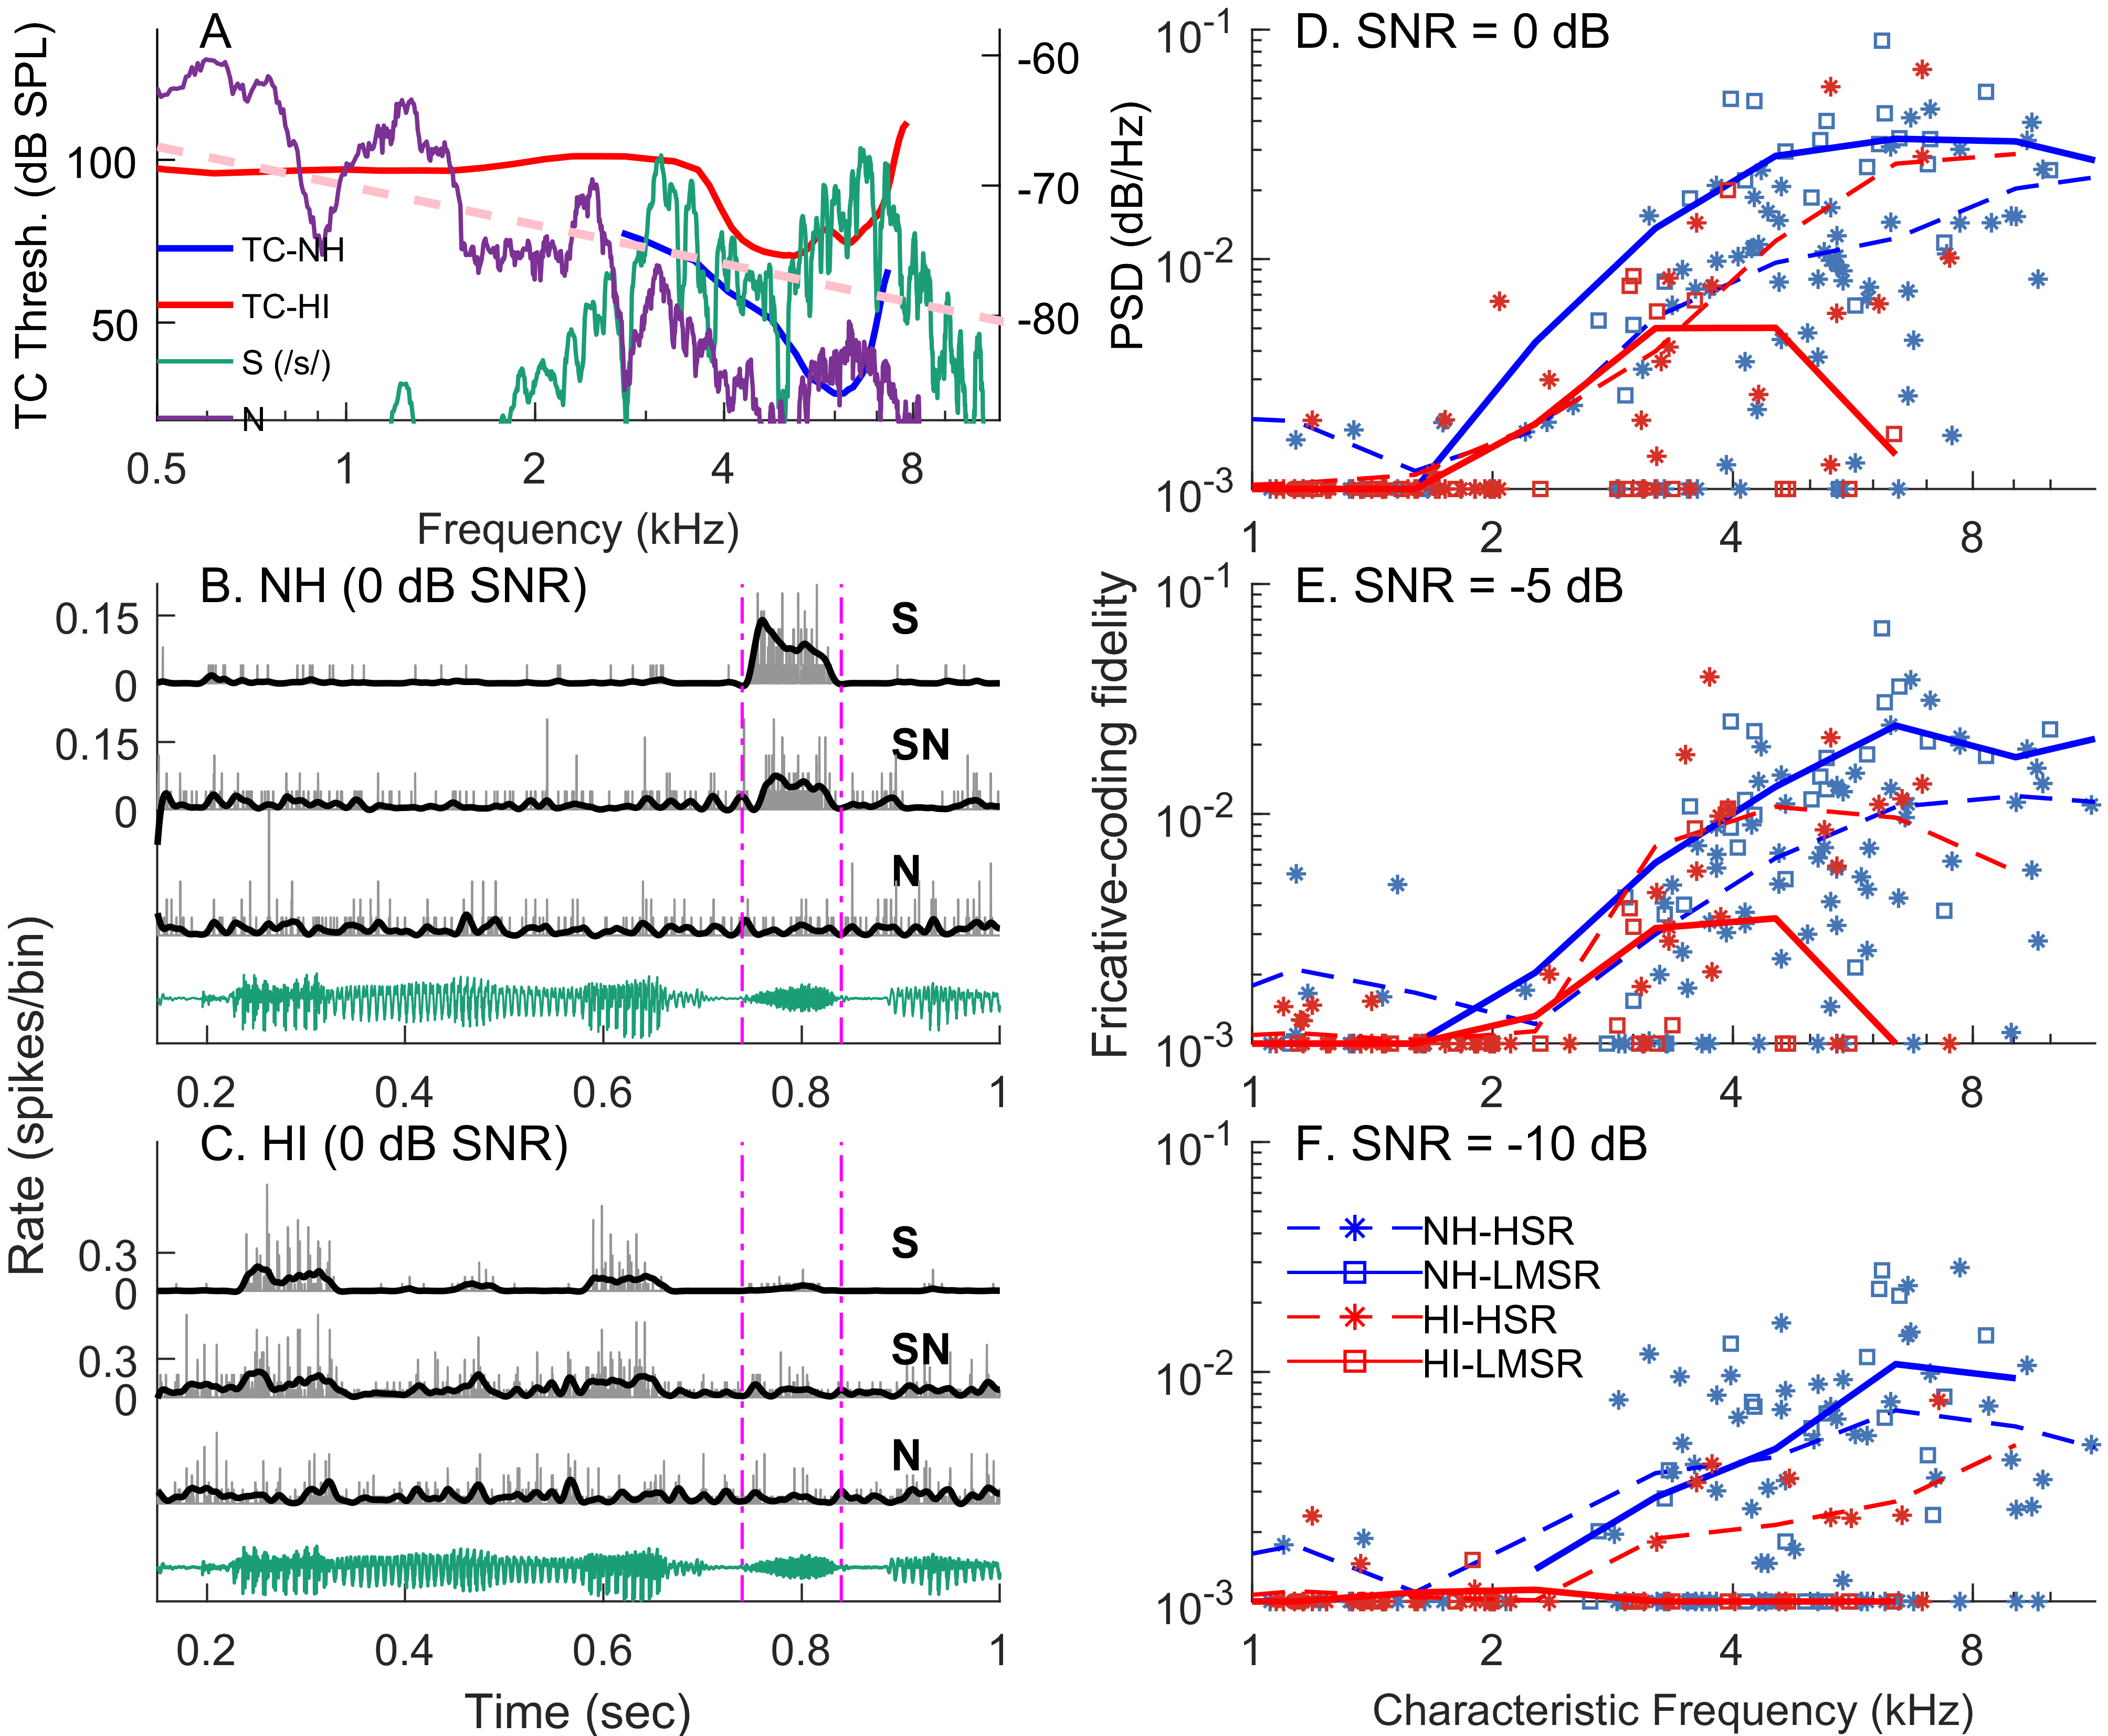 A
TC Thresh. (dB SPL)
100
50
-60
-70
-80
PSD (dB/Hz)
TC-NH
TC-HI
S (/s/)
N
0.5 1 2 4 8
Frequency (kHz)
B. NH (0 dB SNR)
0.15
0
S
0.15
0
SN
N
0.2 0.4 0.6 0.8 1
Rate (spikes/bin)
C. HI (0 dB SNR)
0.3
0
S
0.3
0
SN
N
0.2 0.4 0.6 0.8 1
Time (sec)
D. SNR = 0 dB
10-1
10-2
10-3
1 2 4 8
E. SNR = -5 dB
Fricative-coding fidelity
10-1
10-2
10-3
1 2 4 8
F. SNR = -10 dB
10-1
10-2
10-3
NH-HSR
NH-LMSR
HI-HSR
HI-LMSR
1 2 4 8
Characteristic Frequency (kHz)